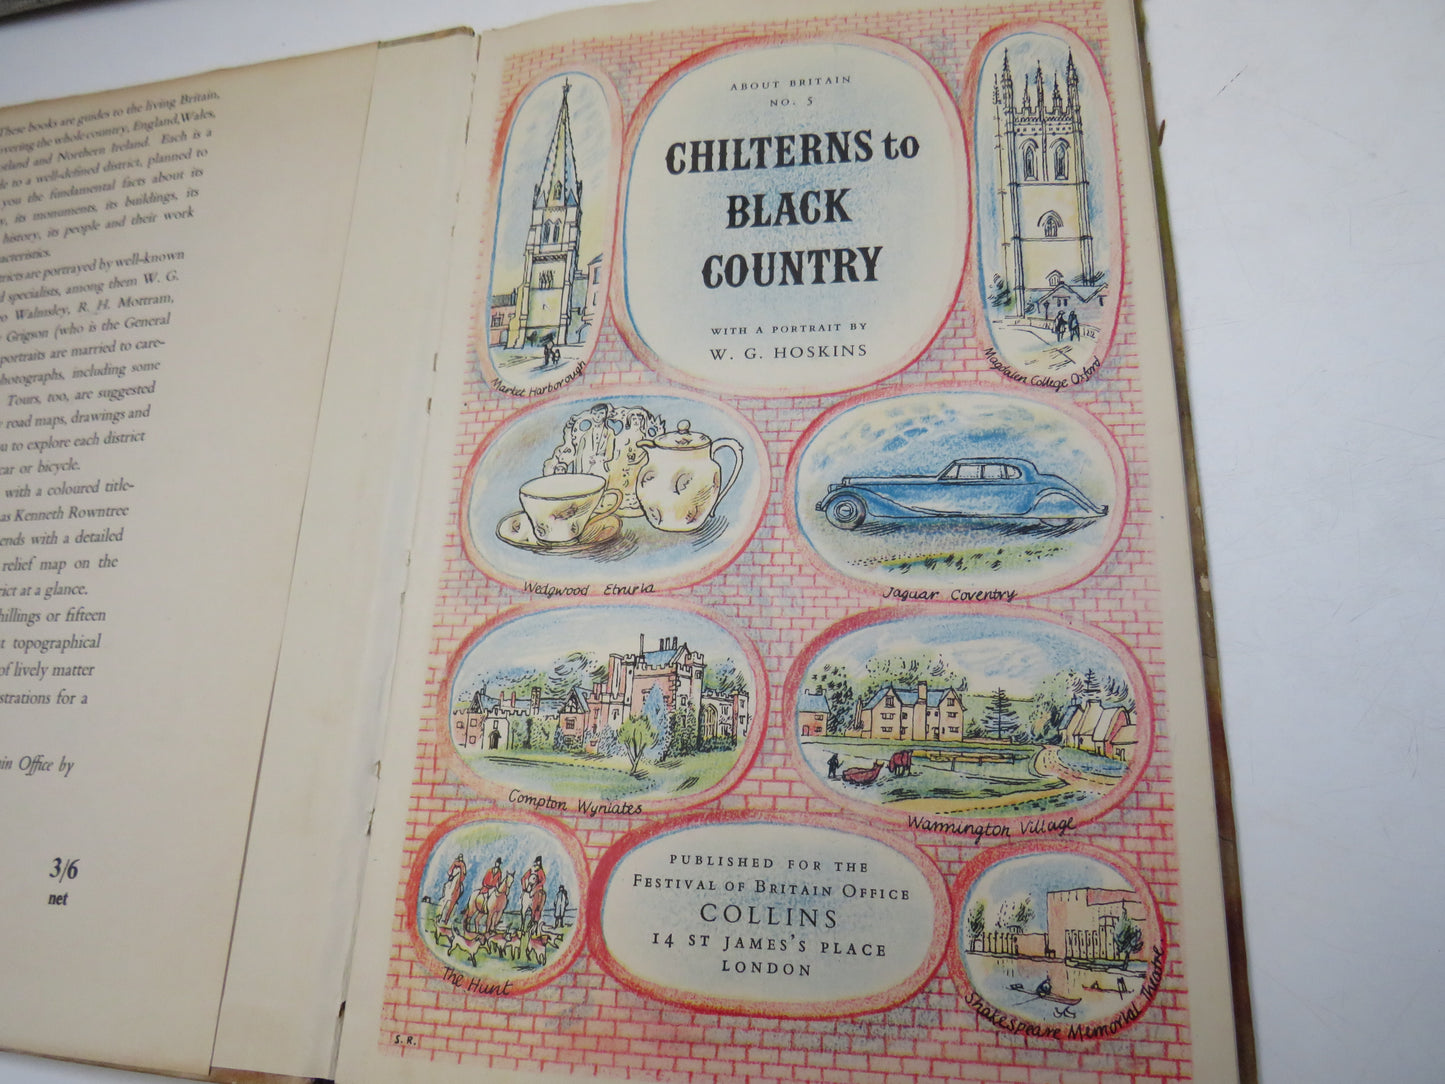 These books are guides to the living Britain,
the whole country, England, Wales,
and Northern Ireland. Each is a
to a well-defined district, planned to
you the fundamental facts about its
its monuments, its buildings, its
history, its people and their work
are portrayed by well-known
specialists, among them W. G.
Walmsley, R. H. Mottram,
Grigson (who is the General
portraits are married to care-
including some
Tours, too, are suggested
road maps, drawings and
to explore each district
car or bicycle.
with a coloured title-
as Kenneth Rowntree
ends with a detailed
relief map on the
at a glance.
or fifteen
topographical
of lively matter
for a
Office by
3/6
net
ABOUT BRITAIN
NO. 5
CHILTERNS to
BLACK
COUNTRY
WITH A PORTRAIT BY
W. G. HOSKINS
Market Harborough
Magdalen College Oxford
Wedgwood Etruria
Jaguar Coventry
Compton Wyniates
Warmington Village
PUBLISHED FOR THE
FESTIVAL OF BRITAIN OFFICE
COLLINS
14 ST JAMES'S PLACE
LONDON
The Hunt
Shakespeare Memorial Theatre
S.R.